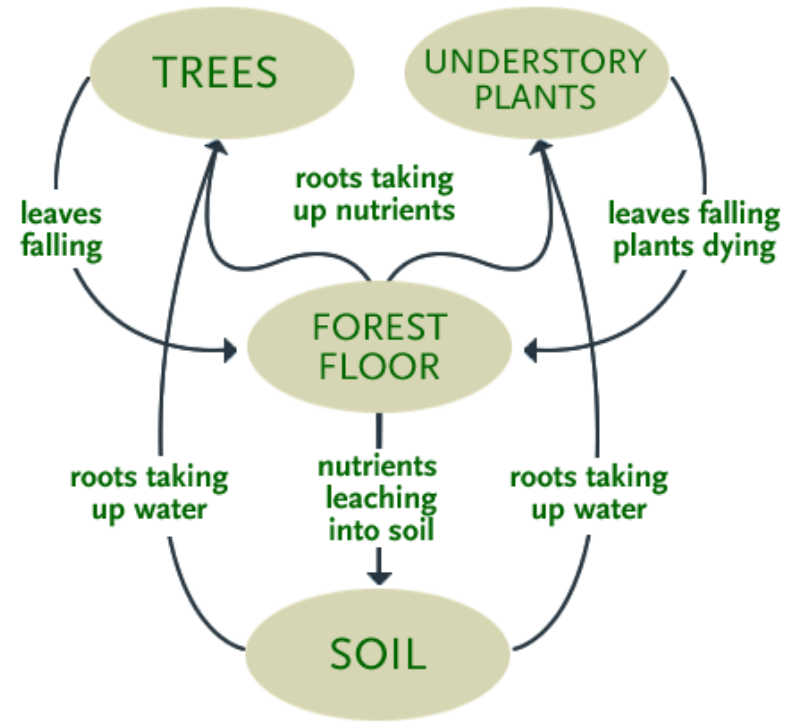 TREES
UNDERSTORY
PLANTS
roots taking
up nutrients
leaves
falling
leaves falling
plants dying
FOREST
FLOOR
roots taking
up water
nutrients
leaching
into soil
roots taking
up water
SOIL